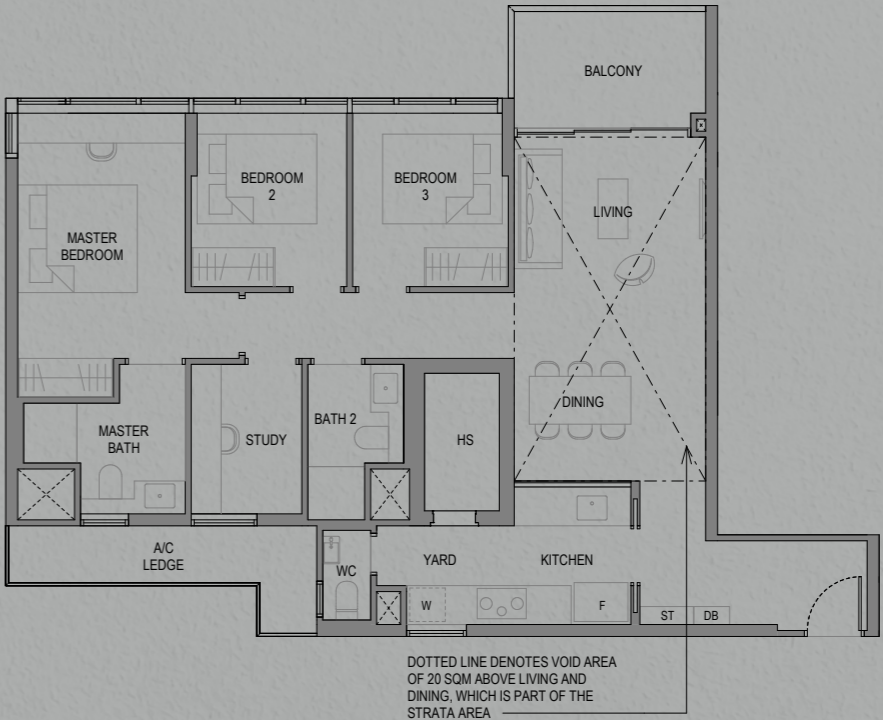 BALCONY
BEDROOM
2
BEDROOM
3
LIVING
MASTER
BEDROOM
DINING
MASTER
BATH
STUDY
BATH 2
HS
A/C
LEDGE
WC
YARD
KITCHEN
W
F
ST
DB
DOTTED LINE DENOTES VOID AREA
OF 20 SQM ABOVE LIVING AND
DINING, WHICH IS PART OF THE
STRATA AREA